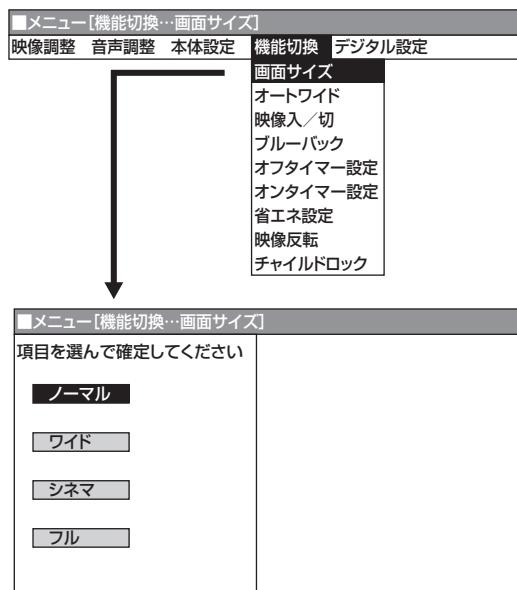 ■メニュー[機能切換…画面サイズ]
映像調整 音声調整 本体設定 機能切換 デジタル設定
画面サイズ
オートワイド
映像入／切
ブルーバック
オフタイマー設定
オンタイマー設定
省エネ設定
映像反転
チャイルドロック
■メニュー[機能切換…画面サイズ]
項目を選んで確定してください
ノーマル
ワイド
シネマ
フル